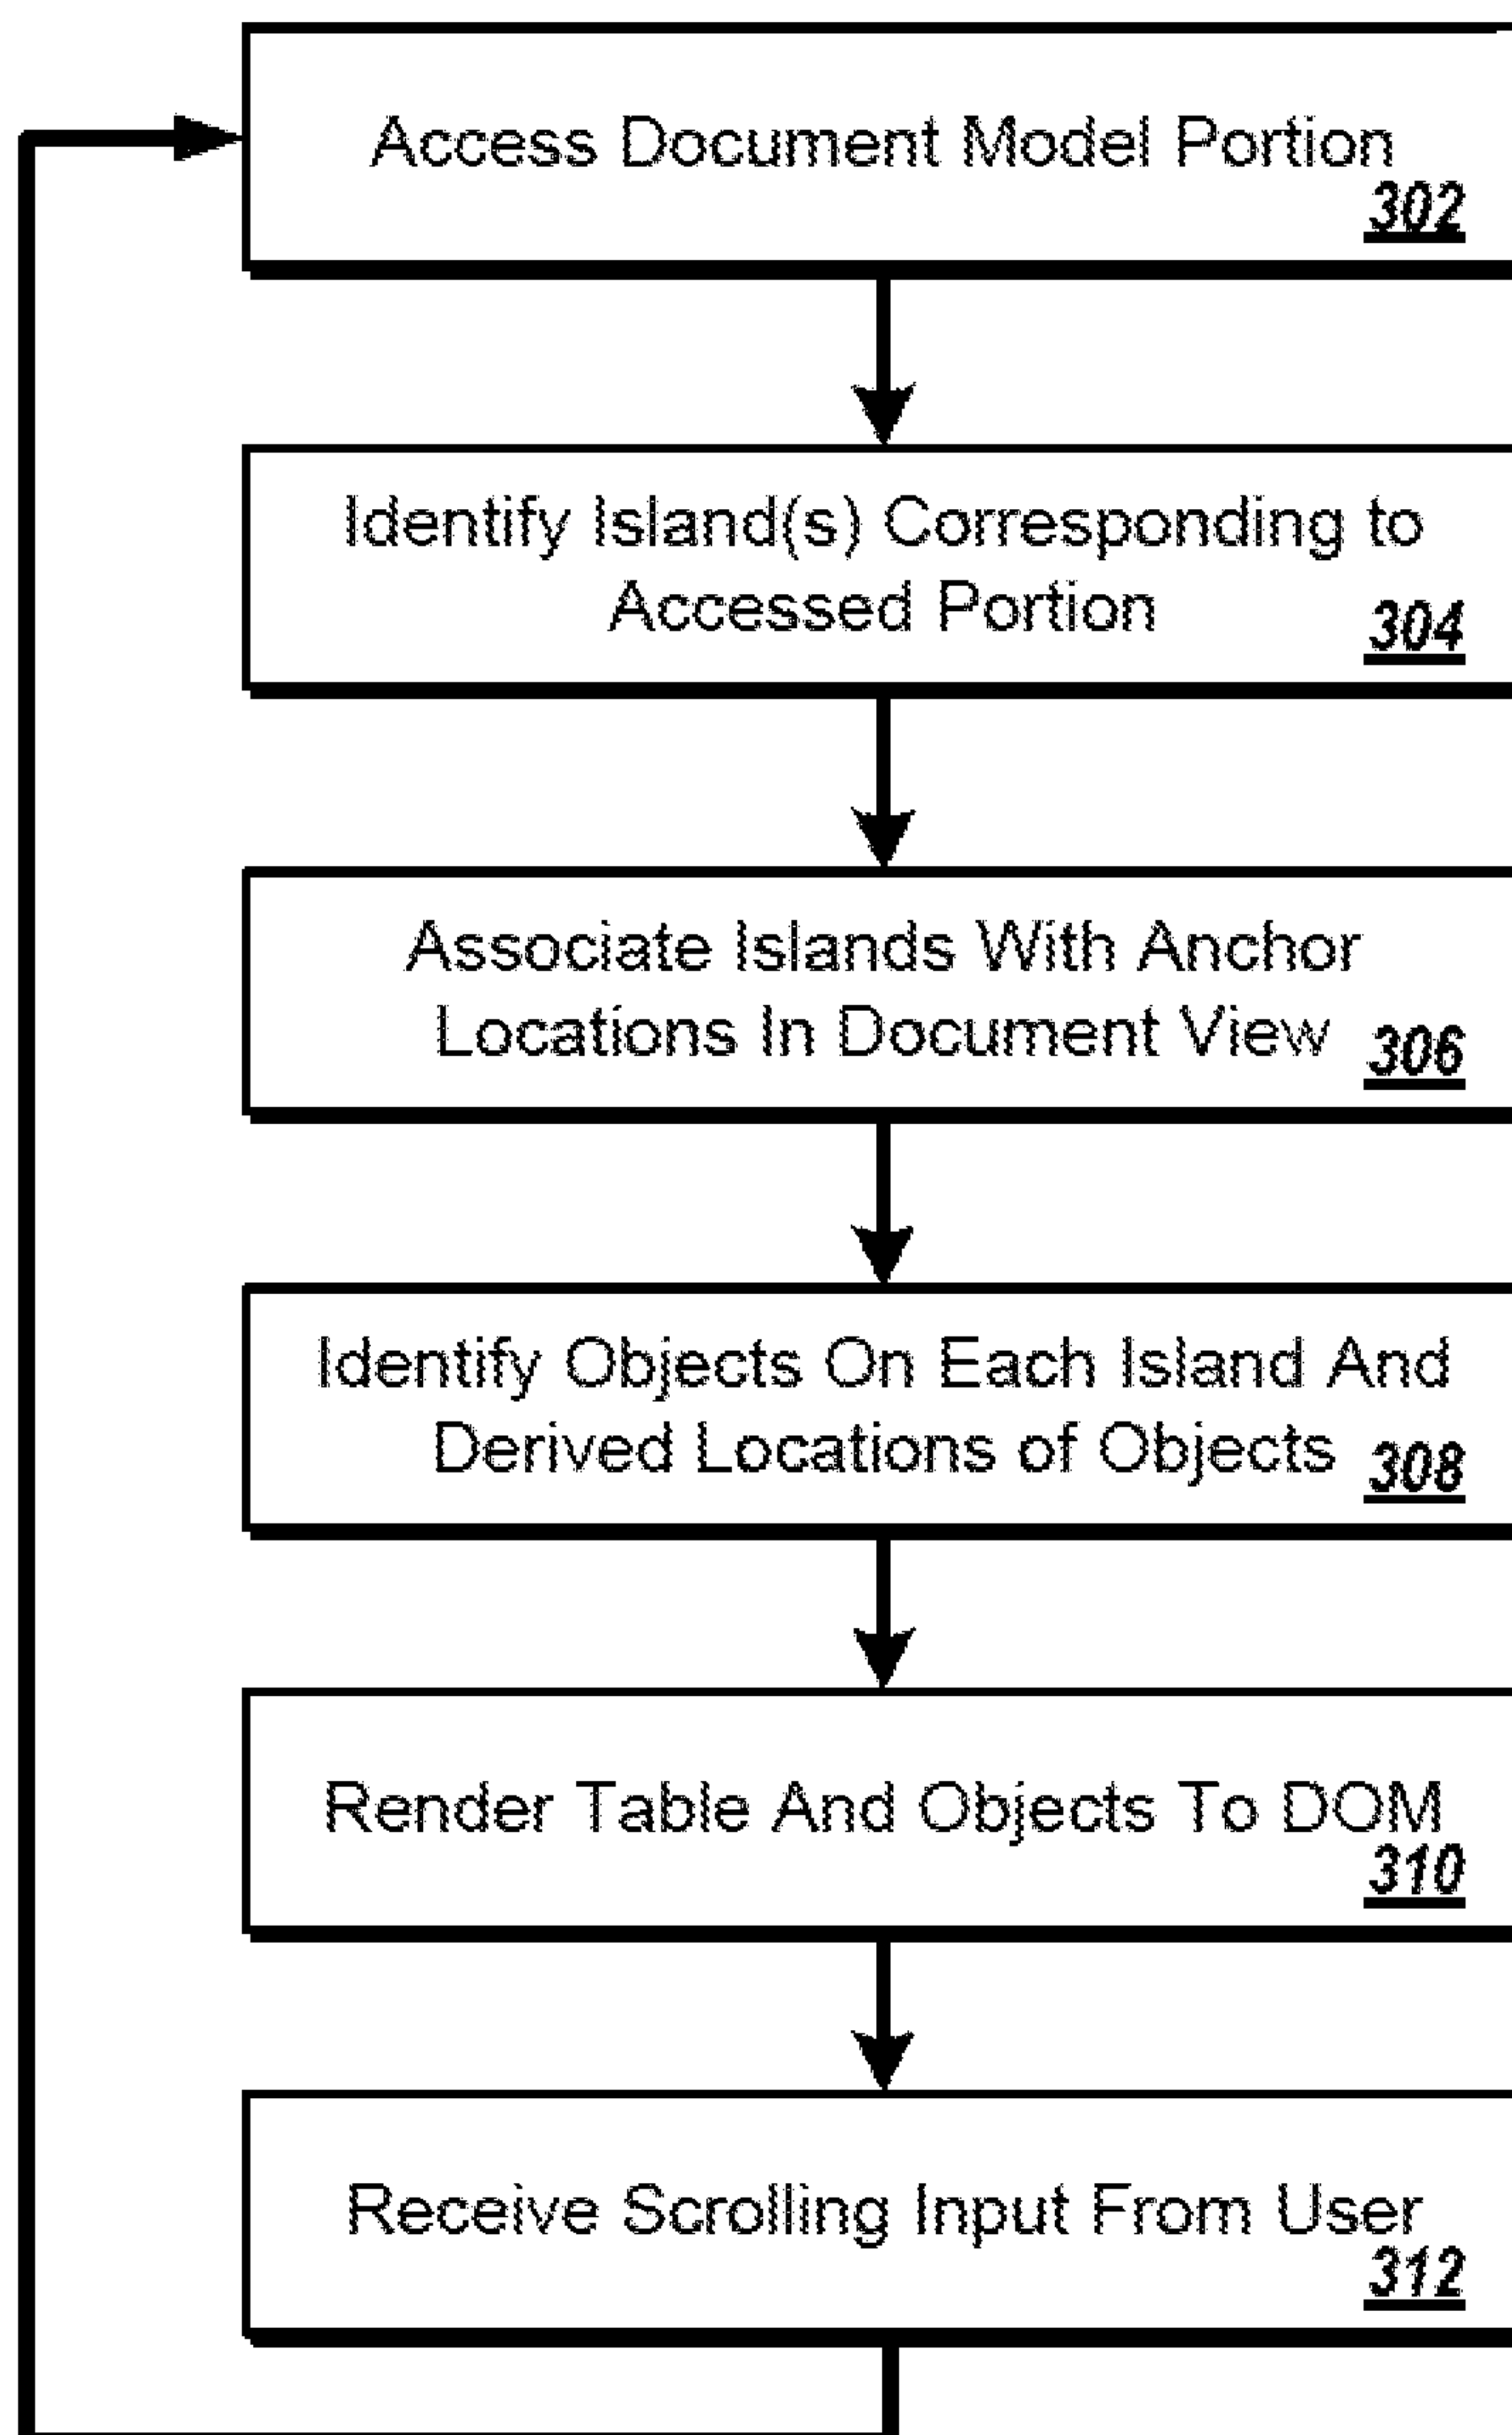 Access Document Model Portion
302
Identify Island(s) Corresponding to
Accessed Portion
304
Associate Islands With Anchor
Locations In Document View
306
Identify Objects On Each Island And
Derived Locations of Objects
308
Render Table And Objects To DOM
310
Receive Scrolling Input From User
312